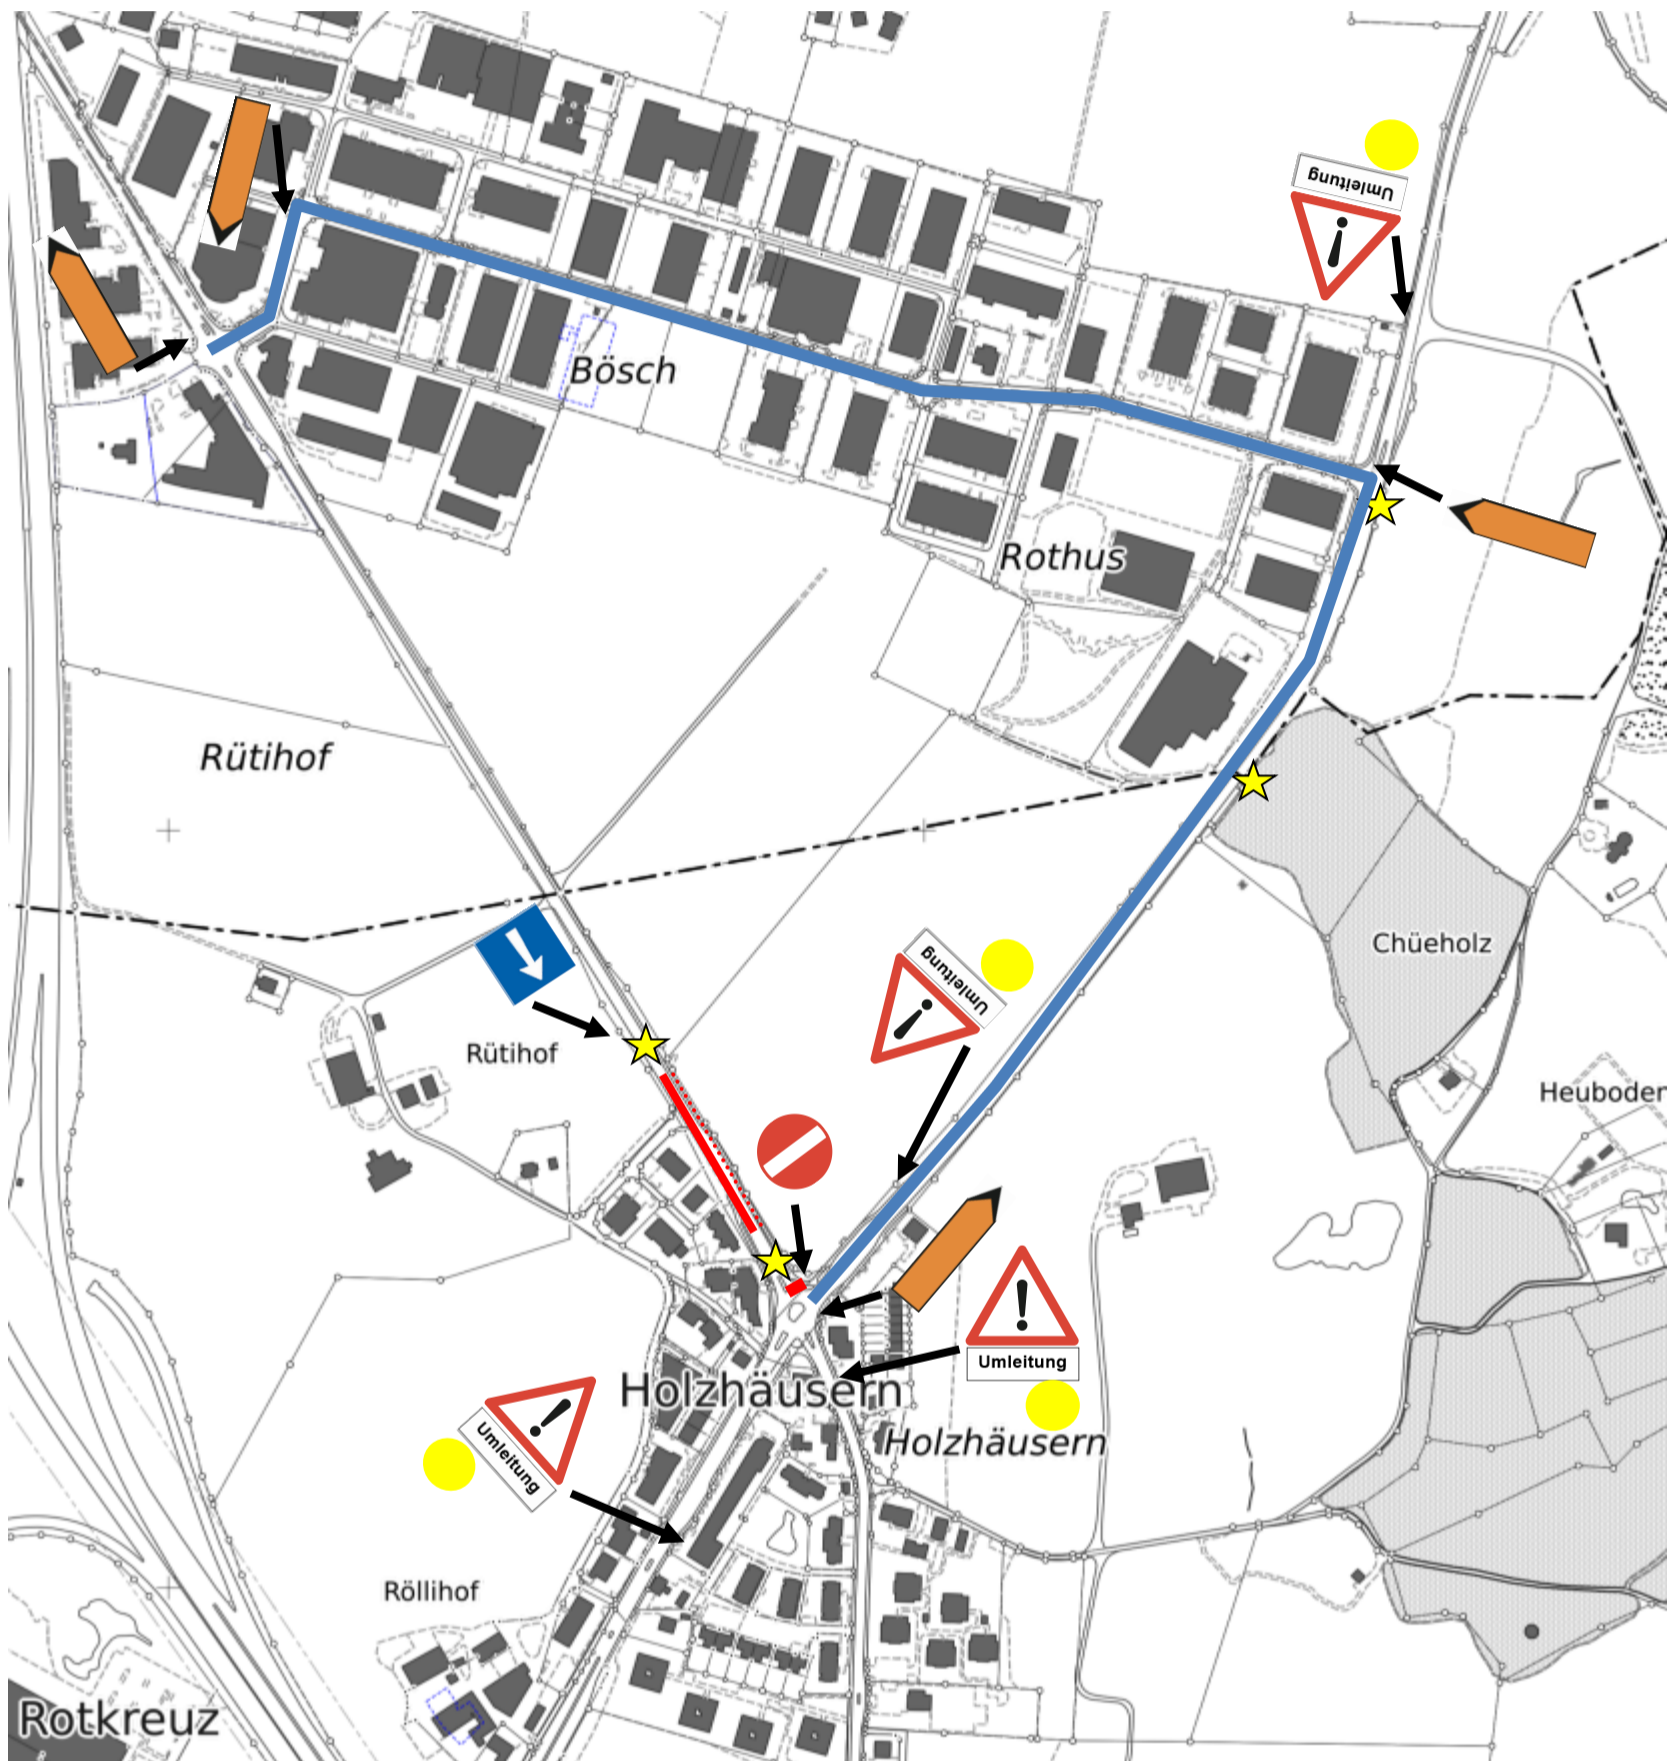 Umleitung
Bösch
Rothus
Rütihof
Chüeholz
Umleitung
Rütihof
Heuboden
Umleitung
Holzhäusern
Holzhäusern
Umleitung
Röllihof
Rotkreuz